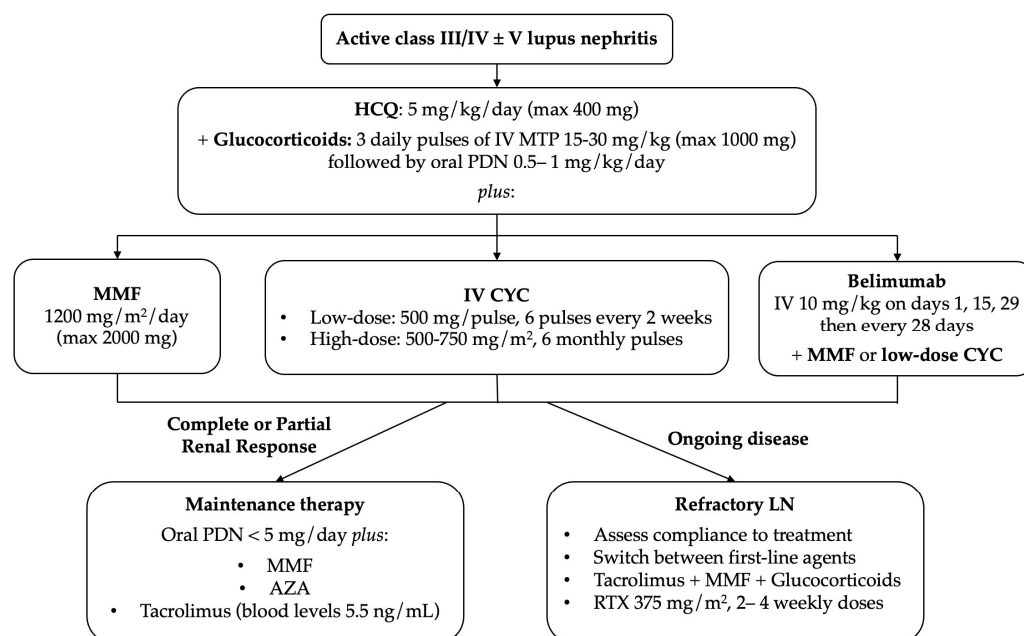 Active class III/IV ± V lupus nephritis
HCQ: 5 mg/kg/day (max 400 mg)
+ Glucocorticoids: 3 daily pulses of IV MTP 15-30 mg/kg (max 1000 mg)
followed by oral PDN 0.5– 1 mg/kg/day
plus:
MMF
1200 mg/m²/day
(max 2000 mg)
IV CYC
• Low-dose: 500 mg/pulse, 6 pulses every 2 weeks
• High-dose: 500-750 mg/m², 6 monthly pulses
Belimumab
IV 10 mg/kg on days 1, 15, 29
then every 28 days
+ MMF or low-dose CYC
Complete or Partial
Renal Response
Ongoing disease
Maintenance therapy
Oral PDN < 5 mg/day plus:
• MMF
• AZA
• Tacrolimus (blood levels 5.5 ng/mL)
Refractory LN
• Assess compliance to treatment
• Switch between first-line agents
• Tacrolimus + MMF + Glucocorticoids
• RTX 375 mg/m², 2– 4 weekly doses